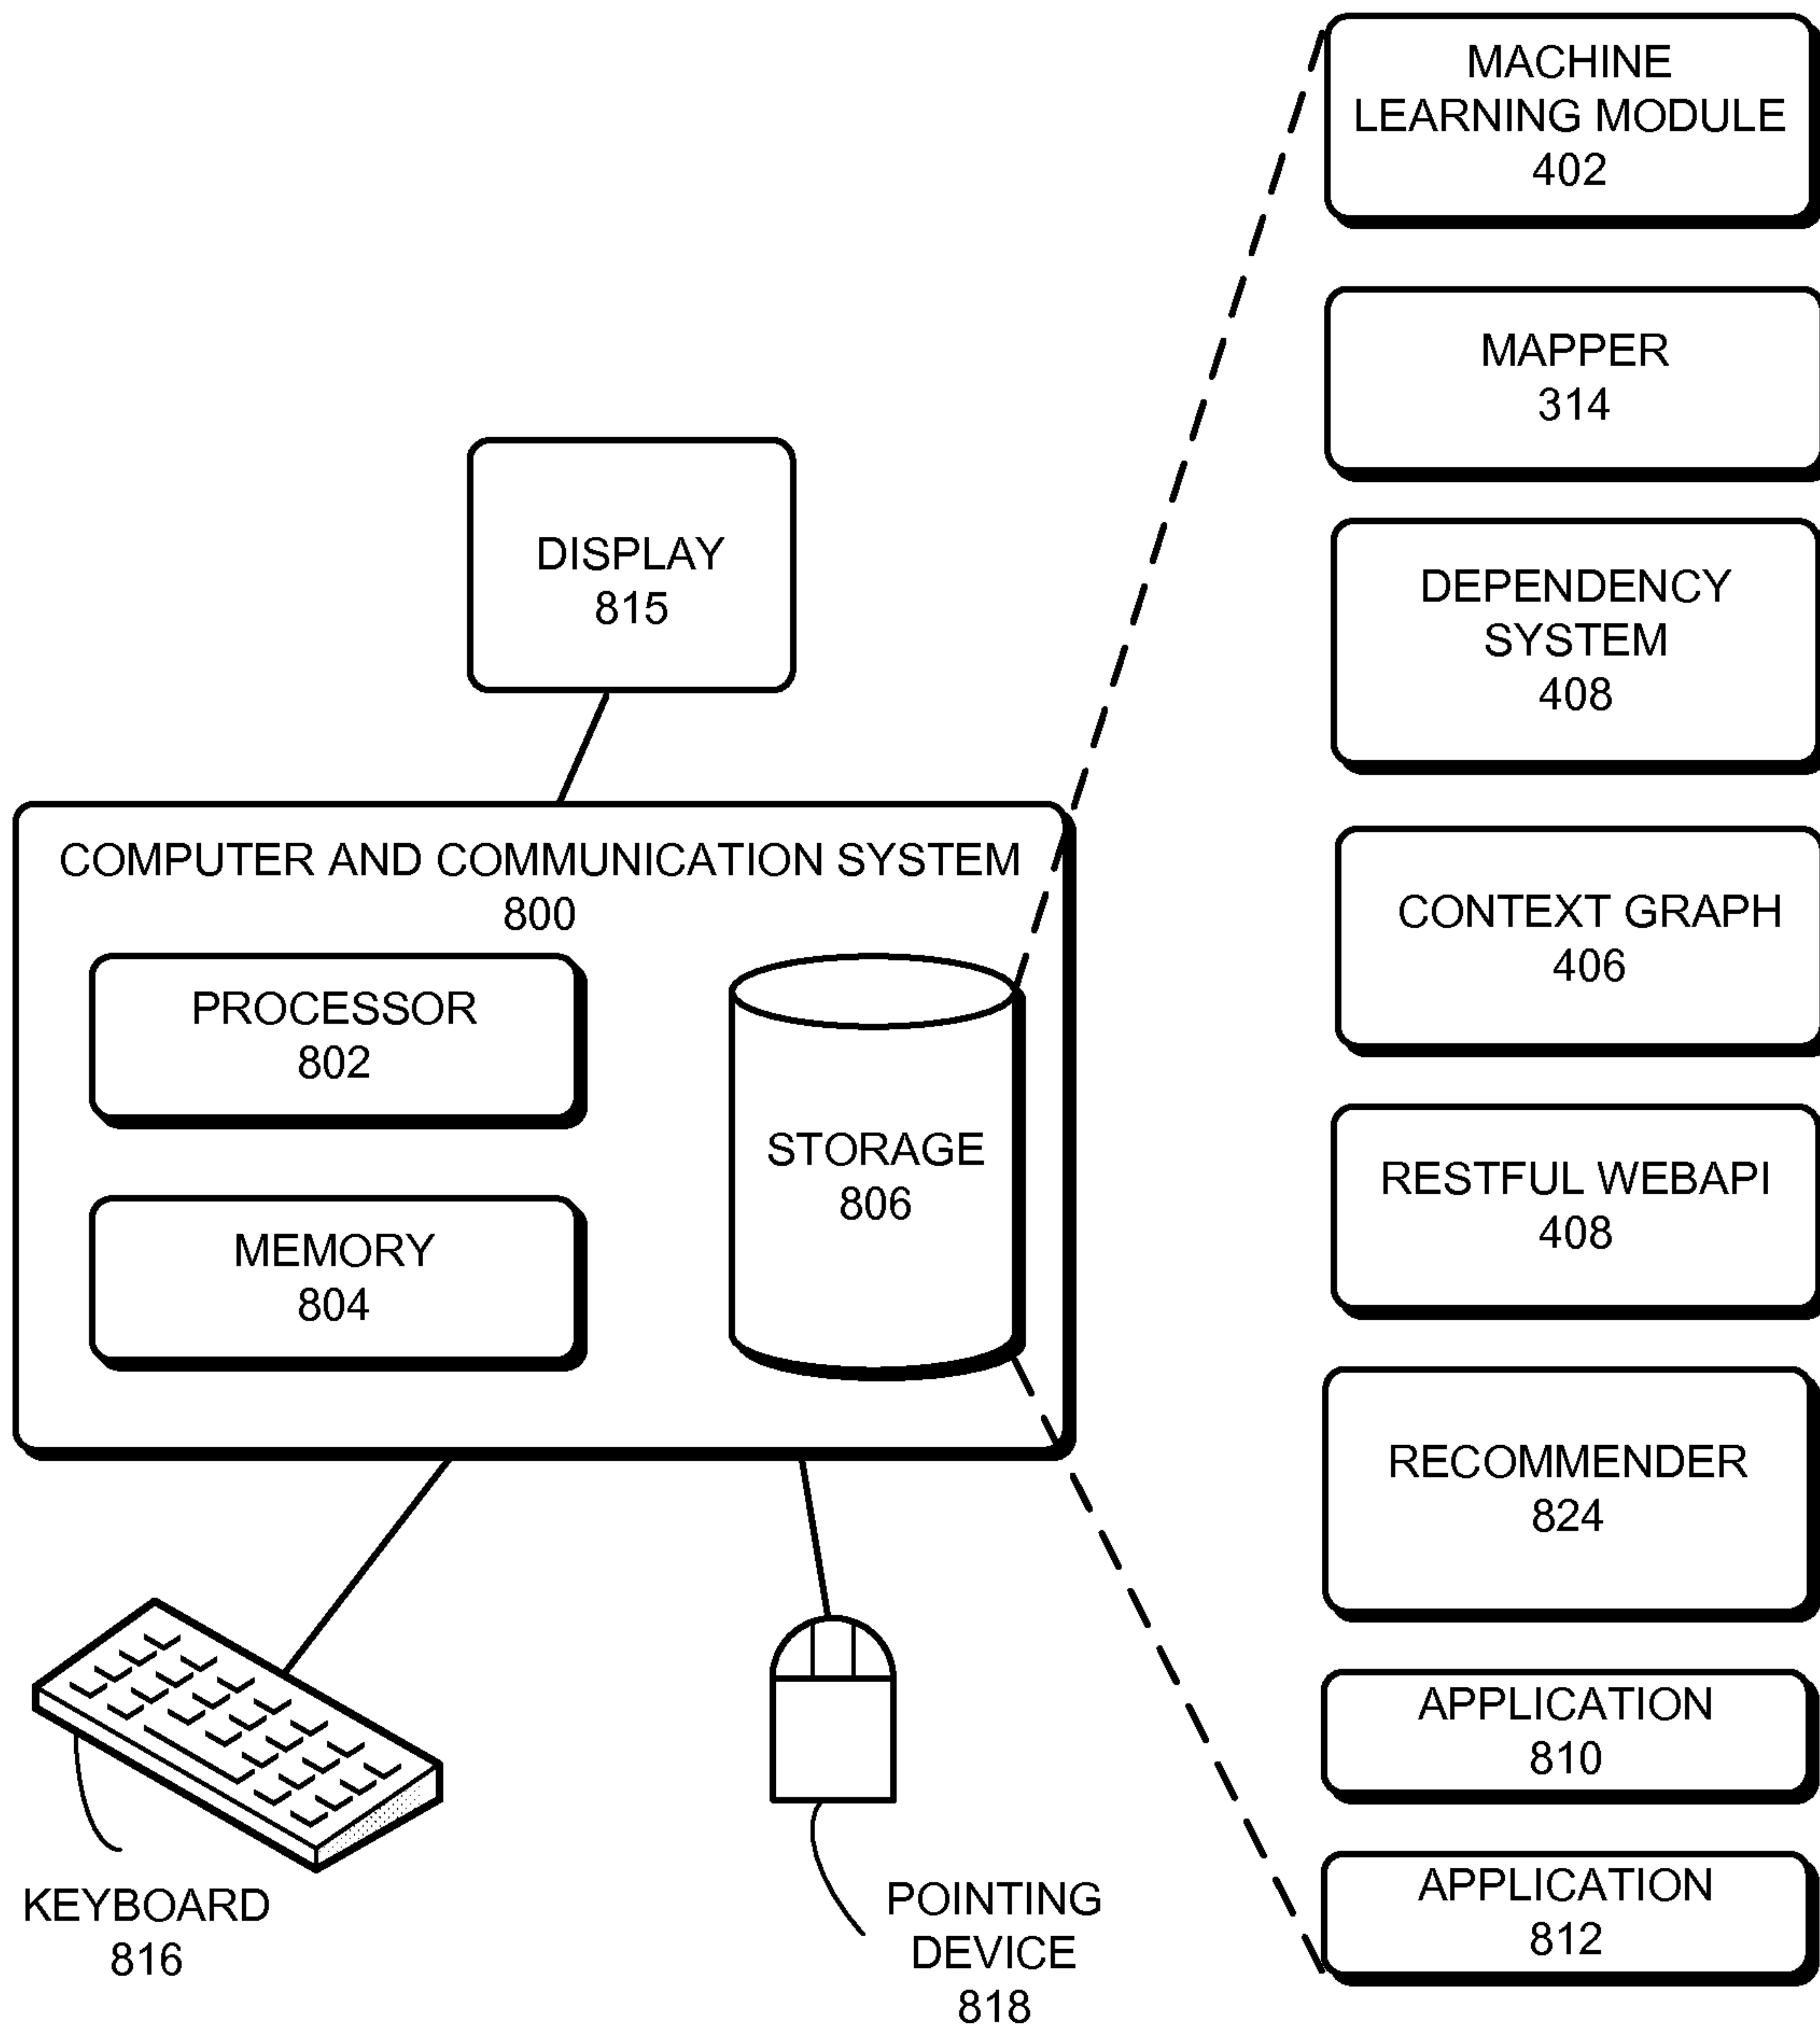 DISPLAY
815
COMPUTER AND COMMUNICATION SYSTEM
800
PROCESSOR
802
MEMORY
804
STORAGE
806
KEYBOARD
816
POINTING
DEVICE
818
MACHINE
LEARNING MODULE
402
MAPPER
314
DEPENDENCY
SYSTEM
408
CONTEXT GRAPH
406
RESTFUL WEBAPI
408
RECOMMENDER
824
APPLICATION
810
APPLICATION
812